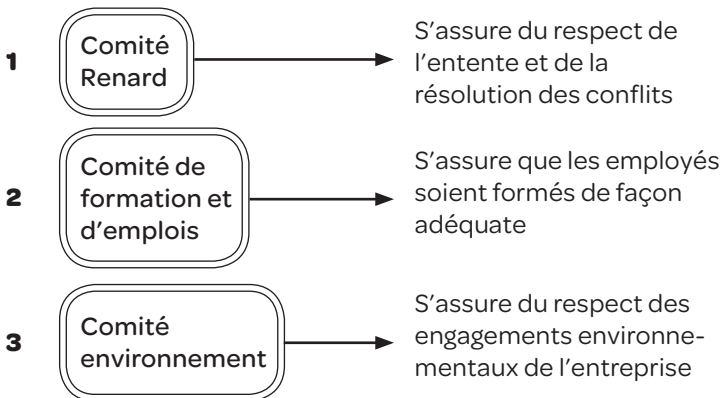 1
Comité
Renard
S'assure du respect de
l'entente et de la
résolution des conflits
2
Comité de
formation et
d'emplois
S'assure que les employés
soient formés de façon
adéquate
3
Comité
environnement
S'assure du respect des
engagements environne-
mentaux de l'entreprise